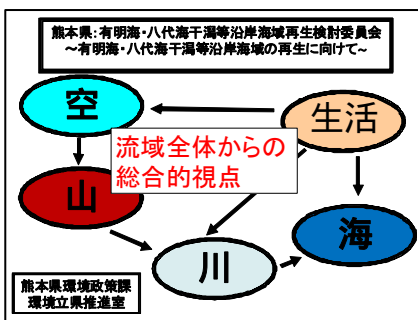 熊本県：有明海・八代海干潟等沿岸海域再生検討委員会
～有明海・八代海干潟等沿岸海域の再生に向けて～
空
生活
流域全体からの
総合的視点
山
海
川
熊本県環境政策課
環境立県推進室